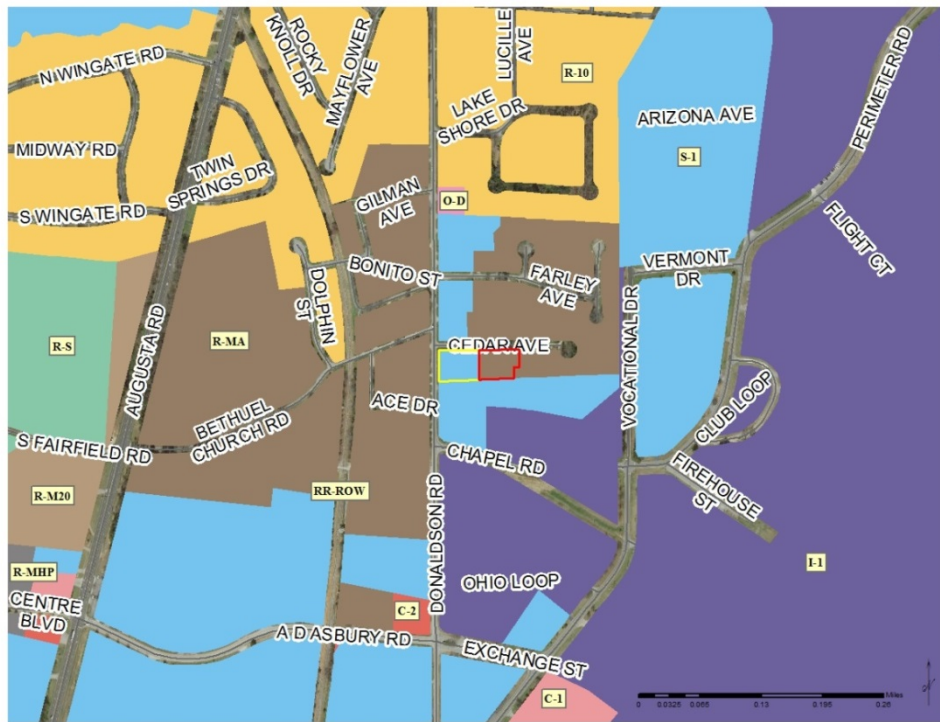 N WINGATE RD
ROCKY
KNOLL DR
MAYFLOWER
AVE
LUCILLE
AVE
R-10
PERIMETER RD
LAKE
SHORE DR
ARIZONA AVE
S-1
MIDWAY RD
TWIN
SPRINGS DR
S WINGATE RD
GILMAN
AVE
O-D
FLIGHT CT
BONITO ST
DOLPHIN
ST
FARLEY
AVE
VERMONT
DR
VOCATIONAL DR
R-S
R-MA
AUGUSTA RD
CEDAR AVE
CLUB LOOP
ACE DR
BETHUEL
CHURCH RD
S FAIRFIELD RD
CHAPEL RD
FIREHOUSE
ST
R-M20
RR-ROW
DONALDSON RD
I-1
R-MHP
OHIO LOOP
C-2
CENTRE
BLVD
A D ASBURY RD
EXCHANGE ST
C-1
0 0.0325 0.065 0.13 0.195 0.26
Miles